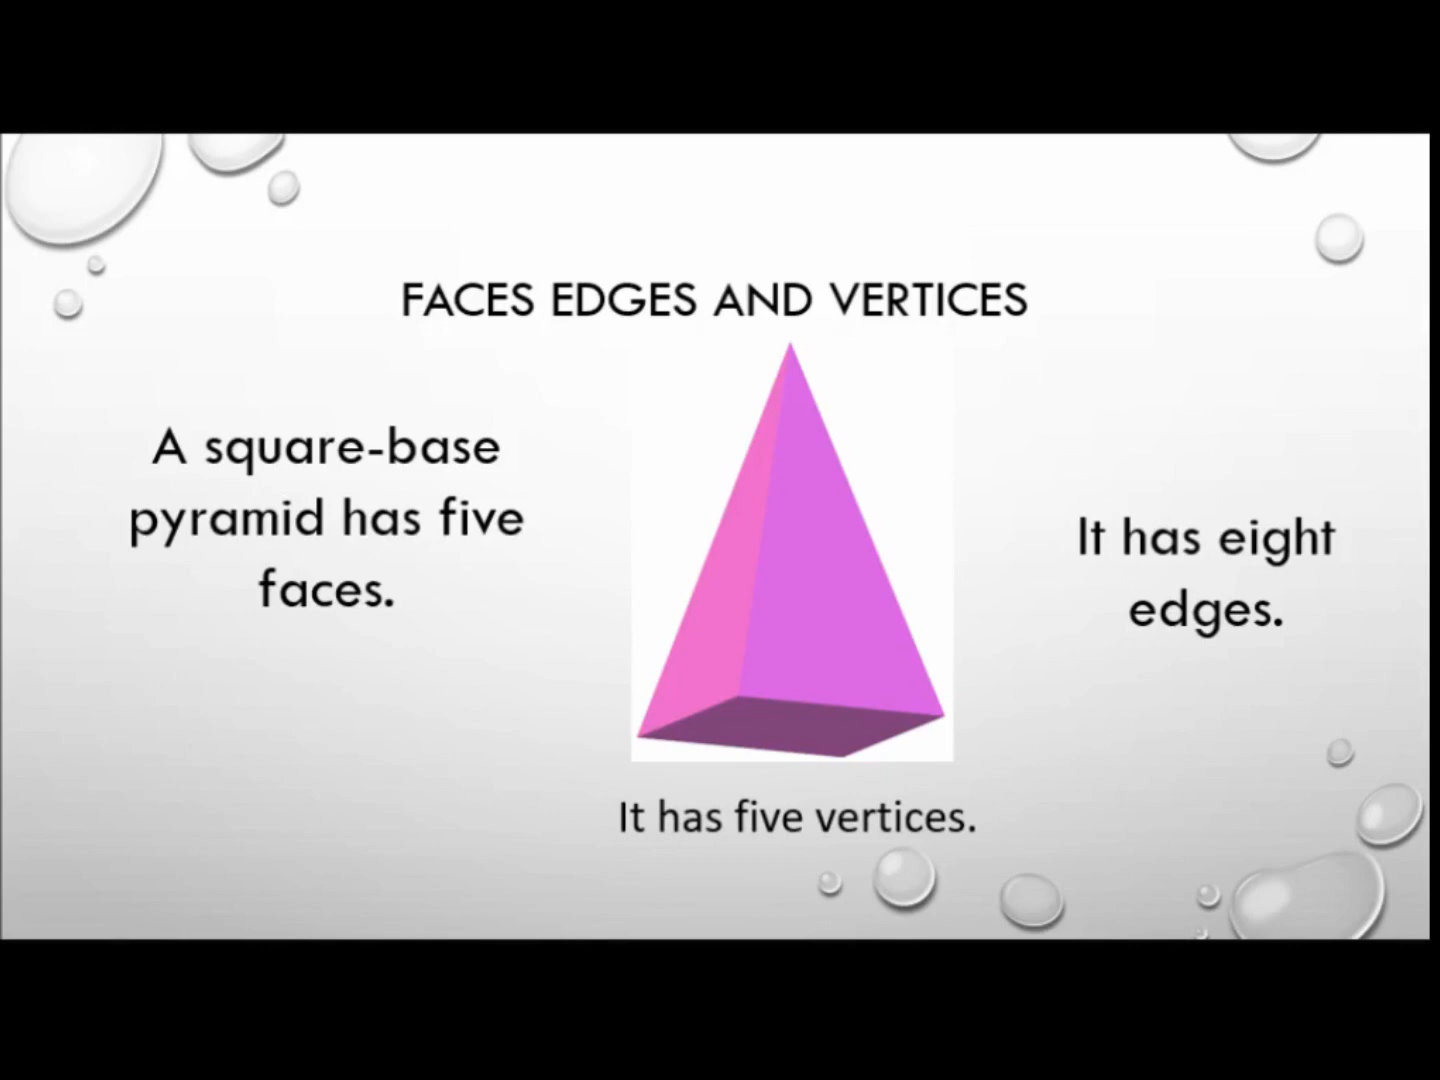 FACES EDGES AND VERTICES
A square-base
pyramid has five
faces.
It has eight
edges.
It has five vertices.